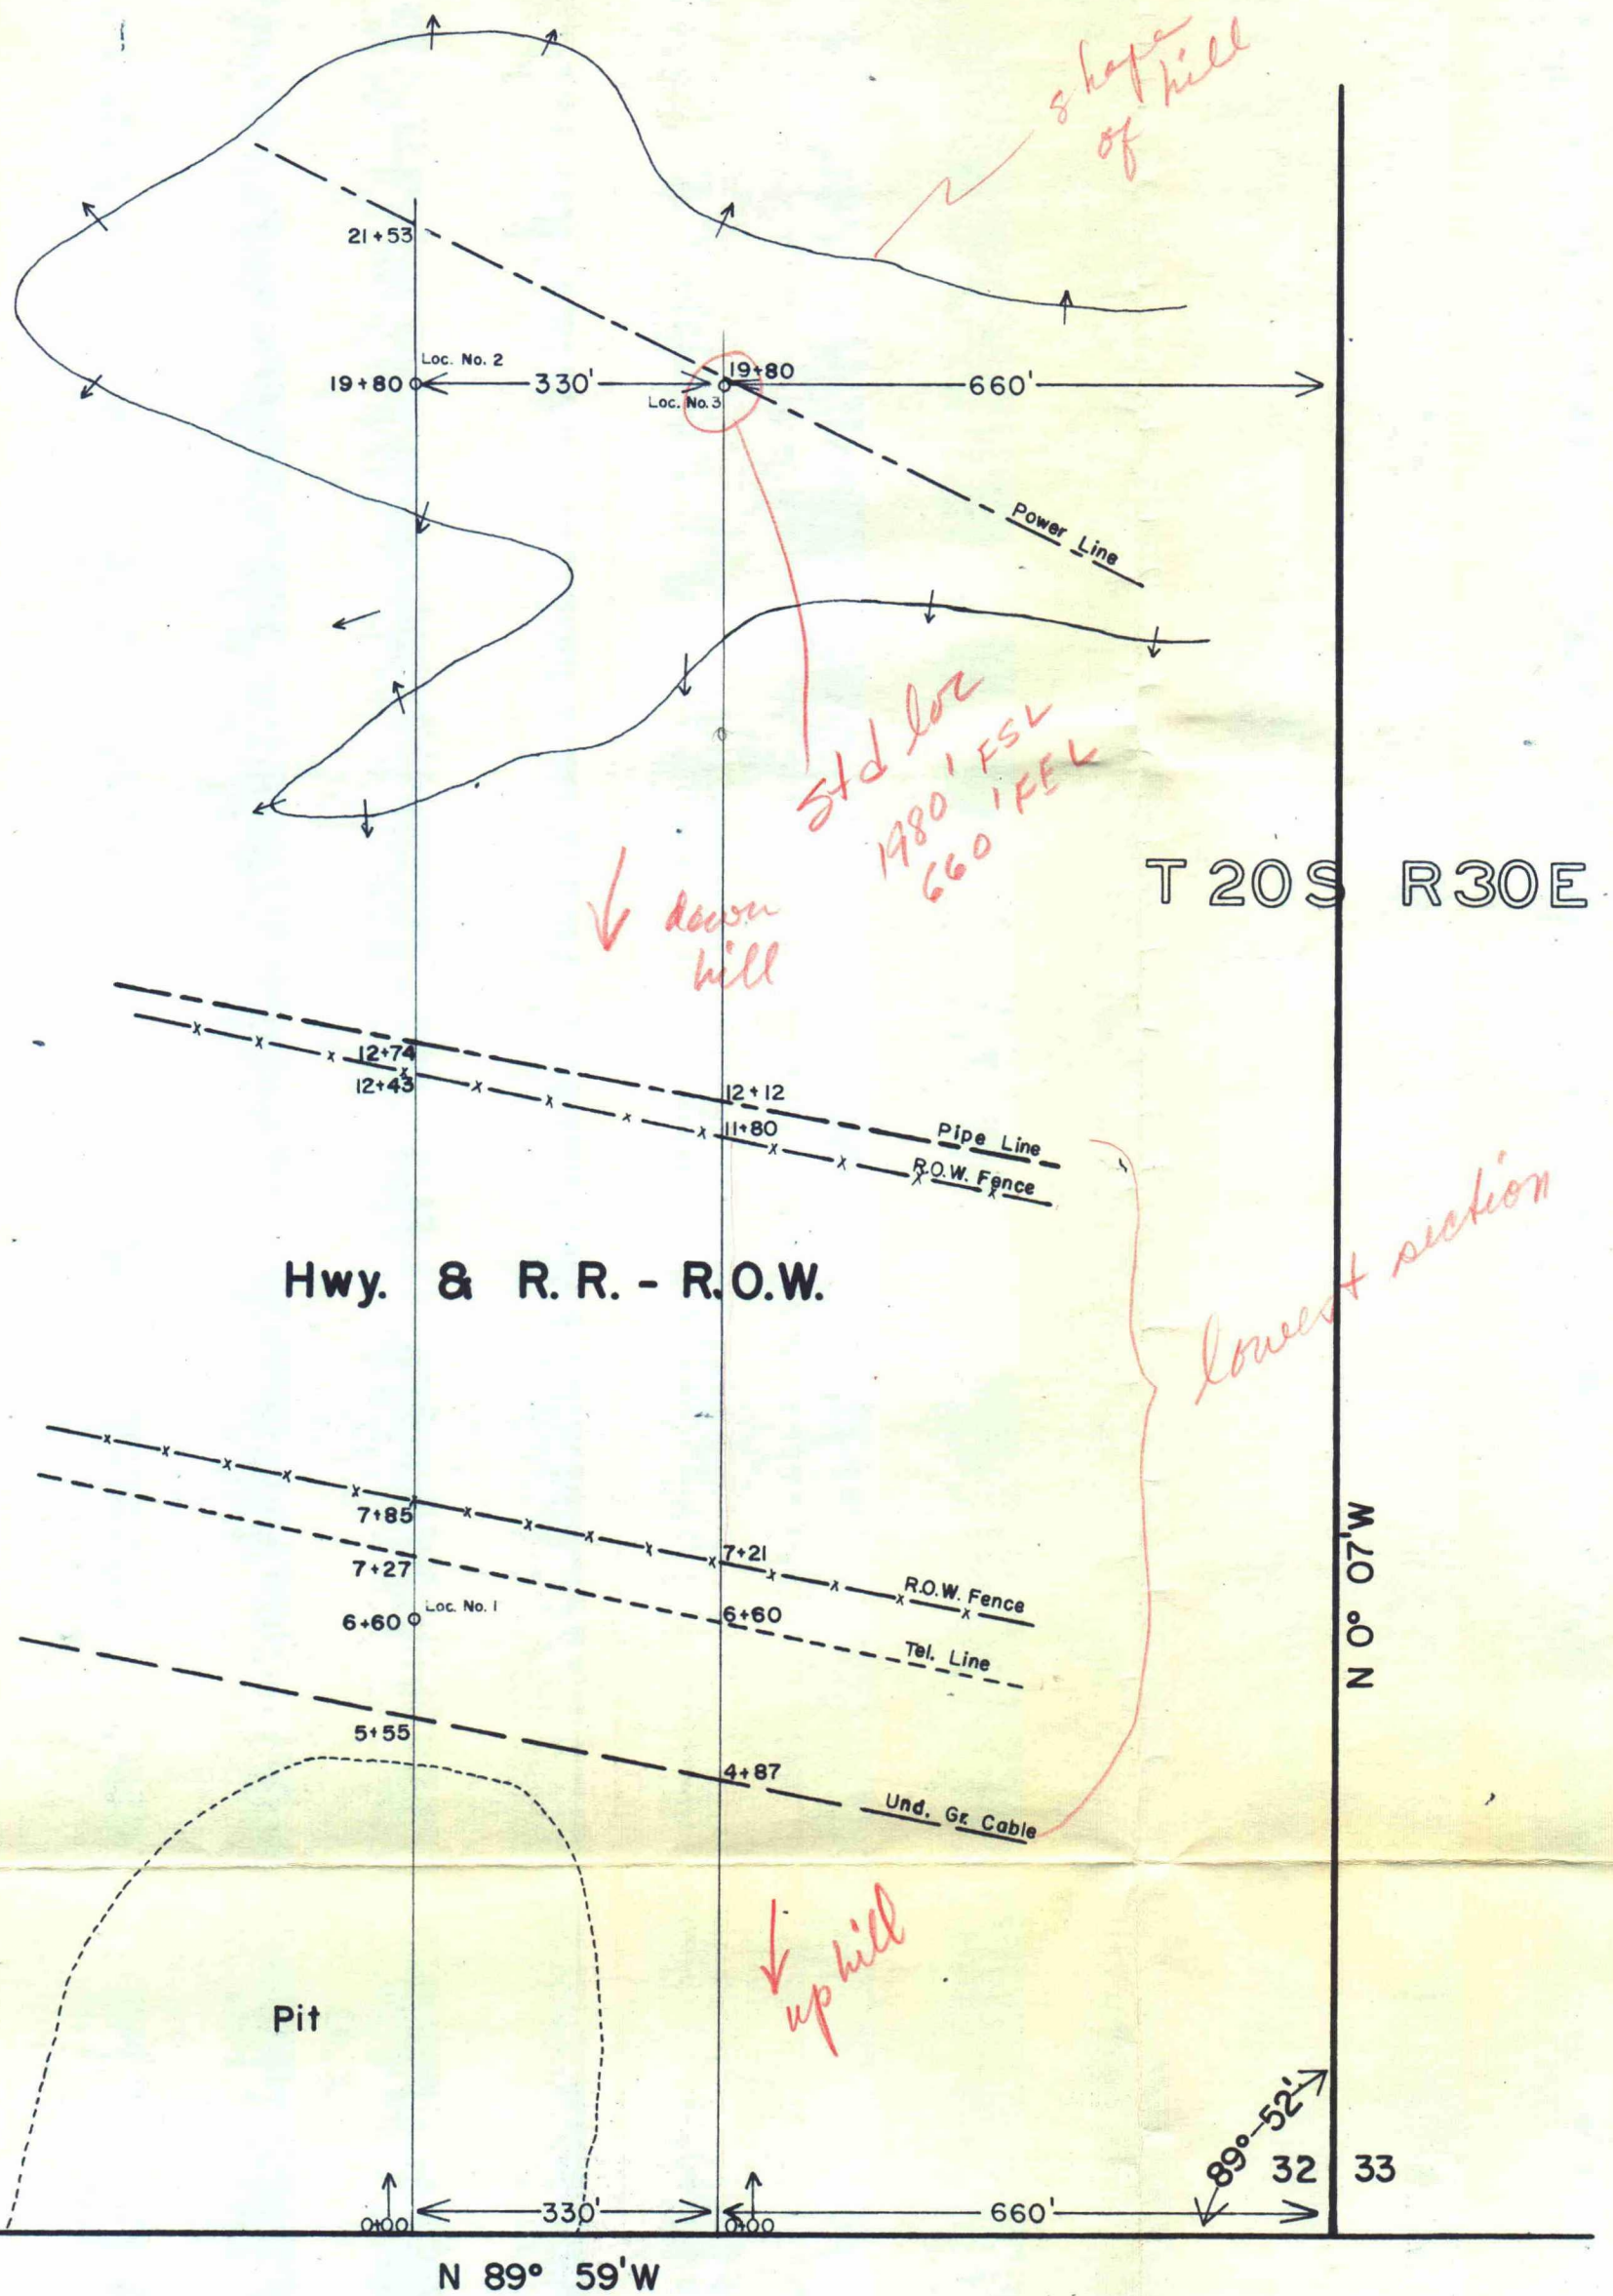 shape
of hill
21+53
Loc. No. 2
19+80
330'
19+80
Loc. No. 3
660'
Power Line
Std loc
1980 ' FSL
660 ' FEL
T 20 S R 30 E
down
hill
12+74
12+43
12+12
11+80
Pipe Line
R.O.W. Fence
Hwy. & R. R. - R.O.W.
lowest section
7+85
7+27
7+21
R.O.W. Fence
Loc. No. 1
6+60
6+60
Tel. Line
N 0° 07'W
5+55
4+87
Und. Gr. Cable
up hill
Pit
89°-52'
32 33
330'
660'
0+00
0+00
N 89° 59'W